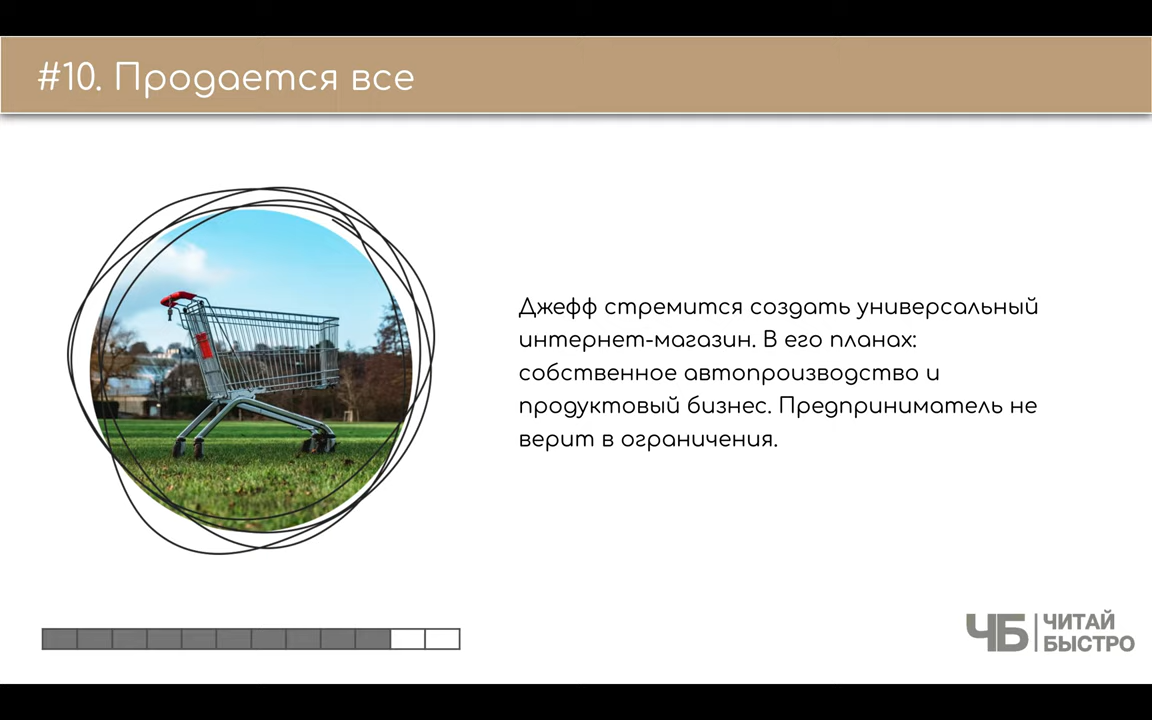 #10. Продается все
Джефф стремится создать универсальный
интернет-магазин. В его планах:
собственное автопроизводство и
продуктовый бизнес. Предприниматель не
верит в ограничения.
ЧБ
ЧИТАЙ
БЫСТРО